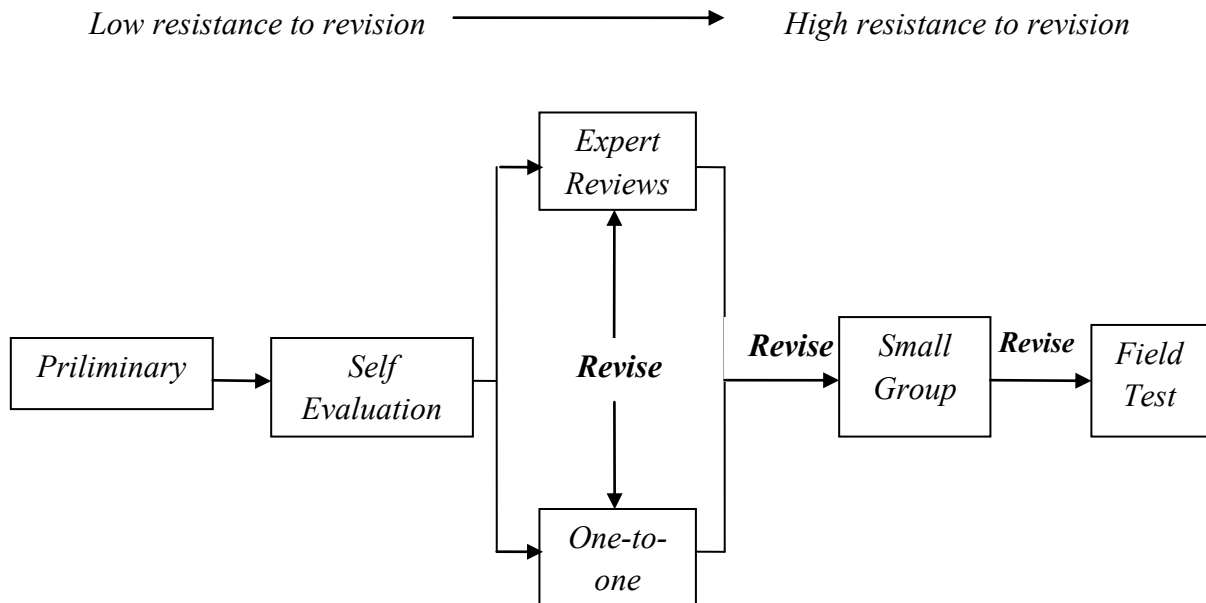 Low resistance to revision
High resistance to revision
Expert
Reviews
Priliminary
Self
Evaluation
Revise
Revise
Small
Group
Revise
Field
Test
One-to-
one